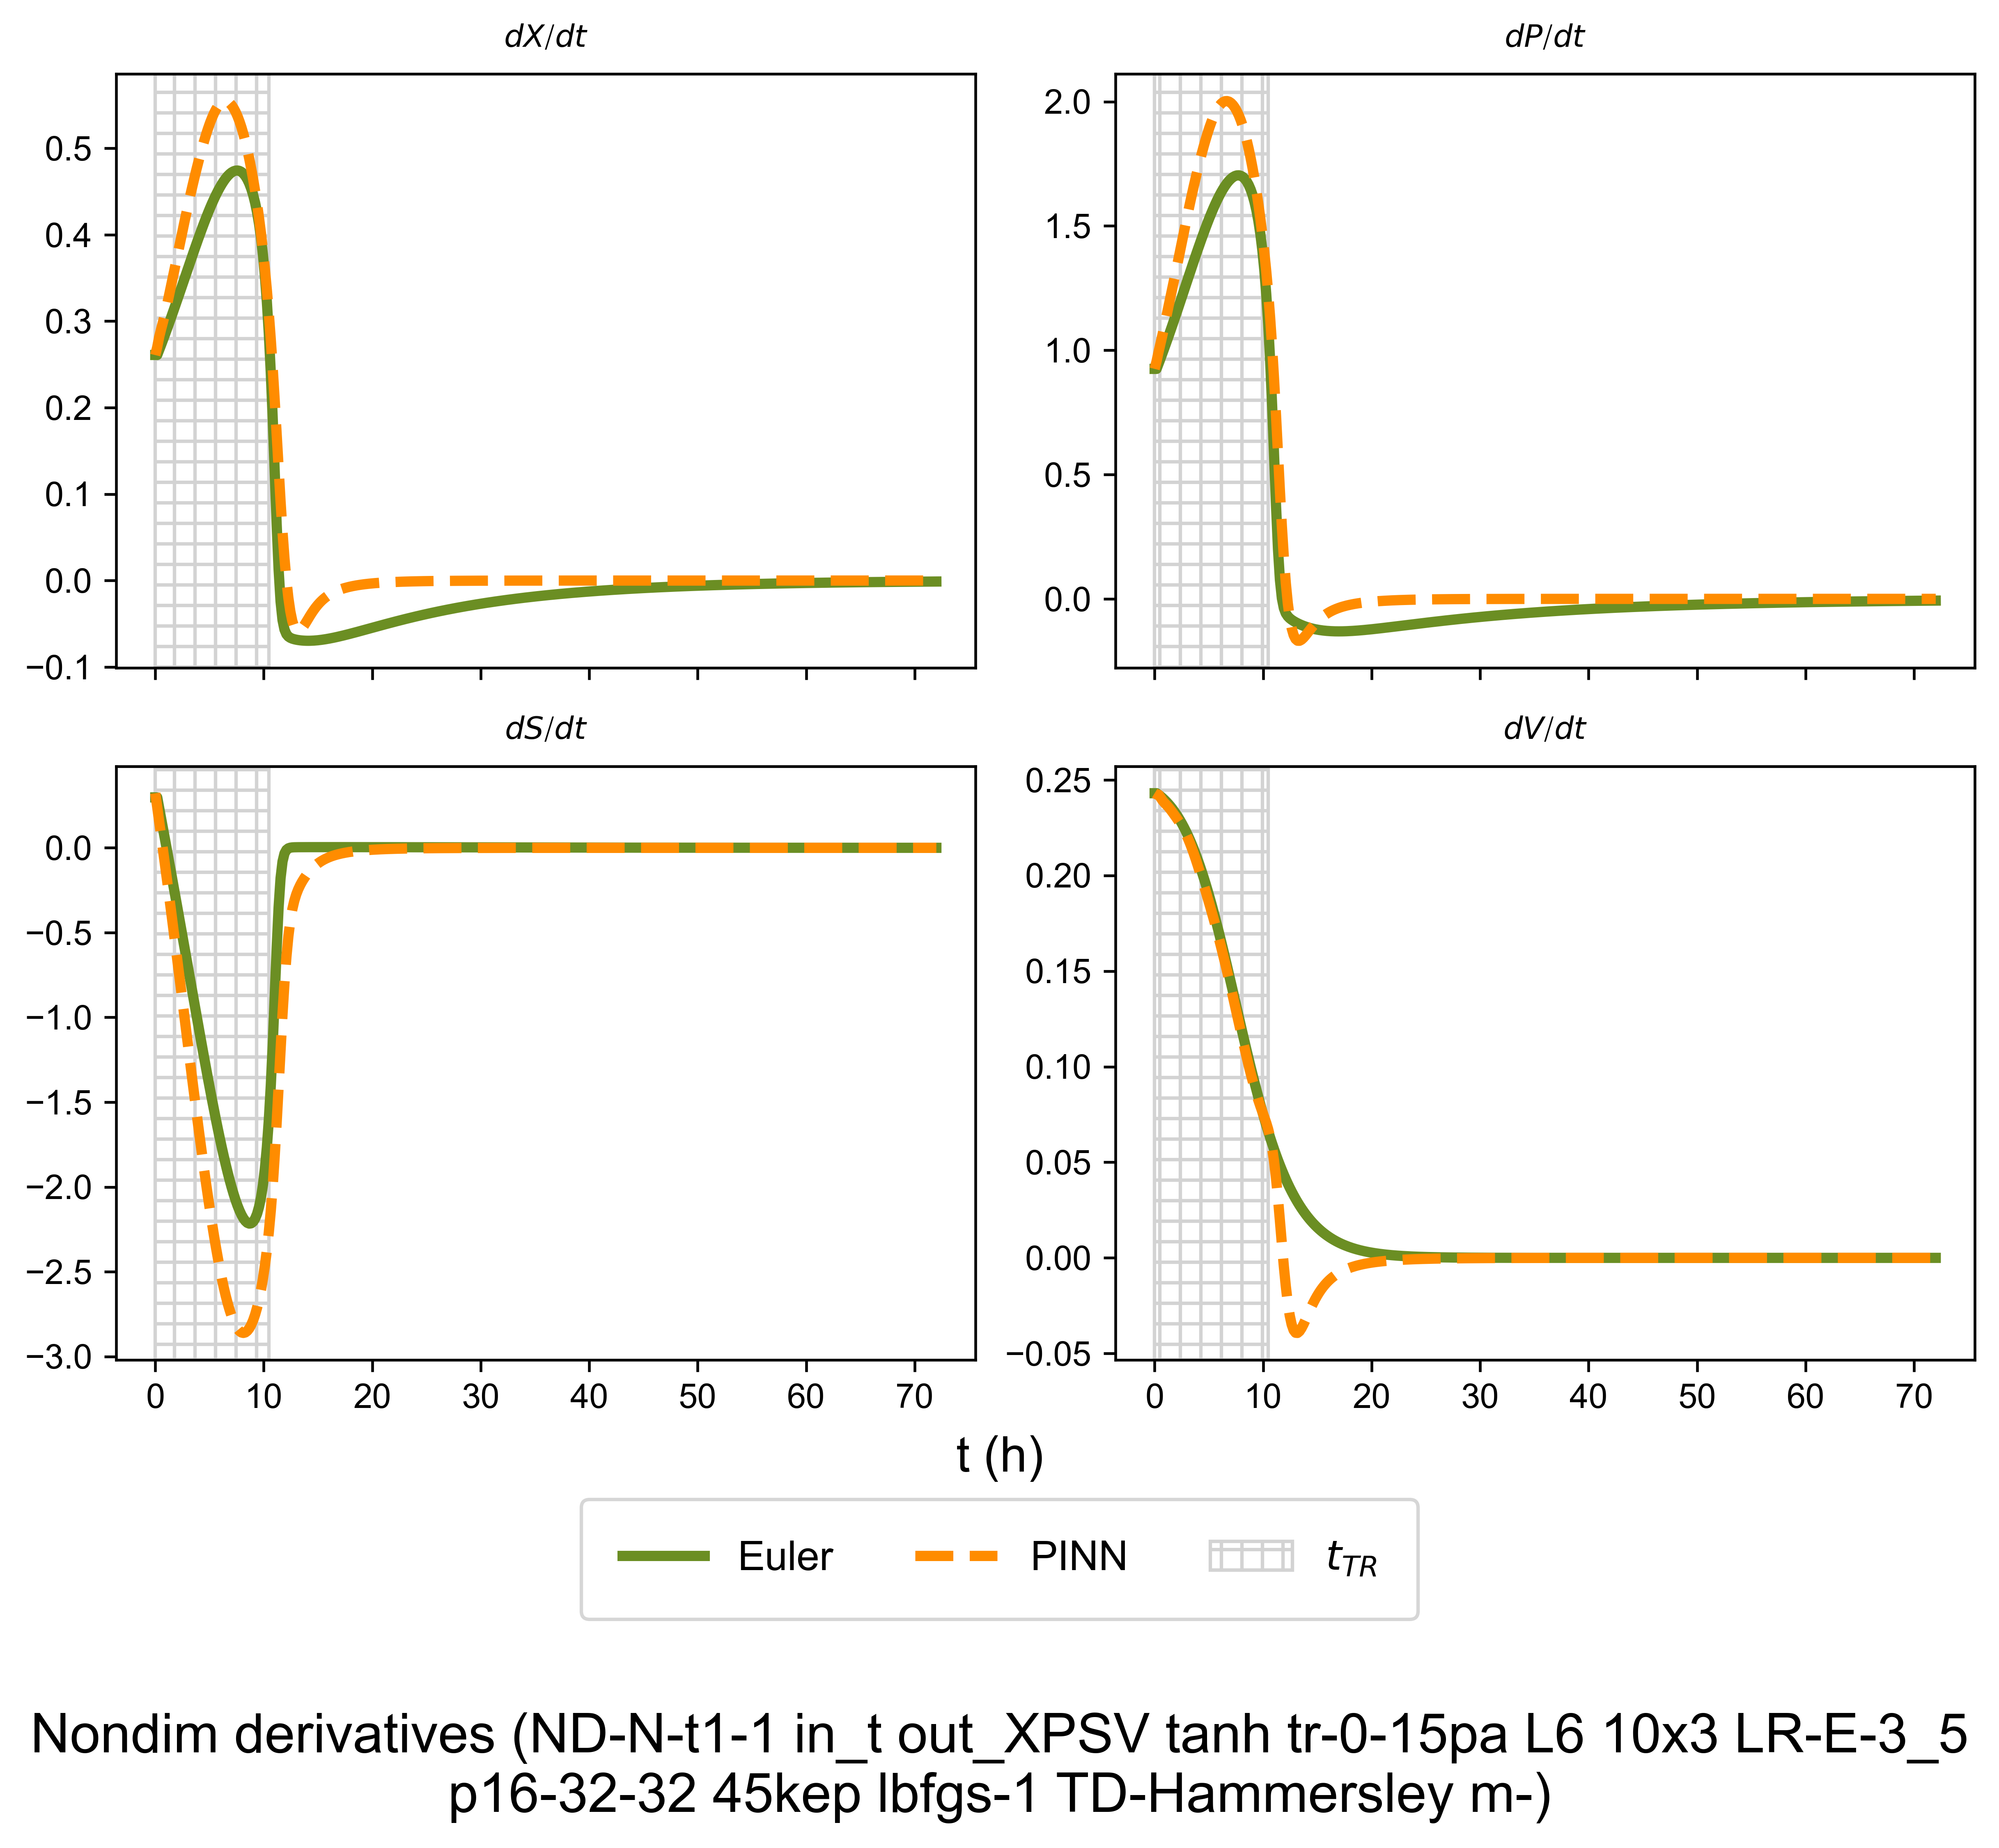 dX/dt
dP/dt
0.5
0.4
0.3
0.2
0.1
0.0
−0.1
2.0
1.5
1.0
0.5
0.0
dS/dt
dV/dt
0.0
−0.5
−1.0
−1.5
−2.0
−2.5
−3.0
0 10 20 30 40 50 60 70
0.25
0.20
0.15
0.10
0.05
0.00
−0.05
0 10 20 30 40 50 60 70
t (h)
Euler PINN t_TR
Nondim derivatives (ND-N-t1-1 in_t out_XPSV tanh tr-0-15pa L6 10x3 LR-E-3_5
p16-32-32 45kep lbfgs-1 TD-Hammersley m-)